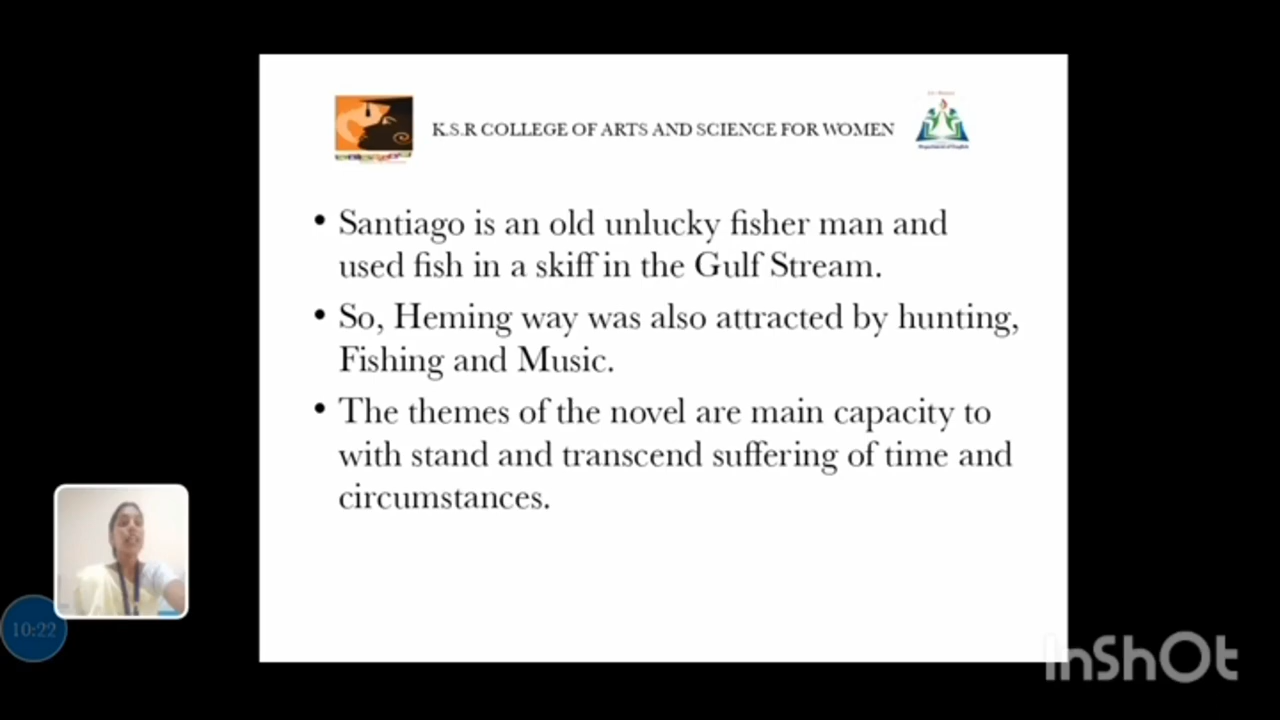 K.S.R COLLEGE OF ARTS AND SCIENCE FOR WOMEN
• Santiago is an old unlucky fisher man and
used fish in a skiff in the Gulf Stream.
• So, Heming way was also attracted by hunting,
Fishing and Music.
• The themes of the novel are main capacity to
with stand and transcend suffering of time and
circumstances.
10:22
InShOt